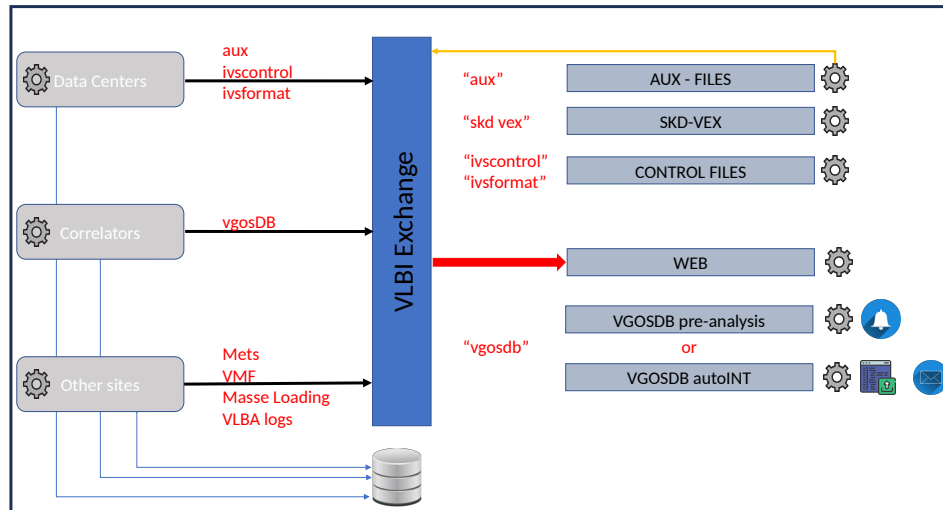 Data Centers
aux
ivscontrol
ivsformat
Correlators
vgosDB
Other sites
Mets
VMF
Masse Loading
VLBA logs
VLBI Exchange
“aux”
AUX - FILES
“skd vex”
SKD-VEX
“ivscontrol”
“ivsformat”
CONTROL FILES
WEB
“vgosdb”
VGOSDB pre-analysis
or
VGOSDB autoINT